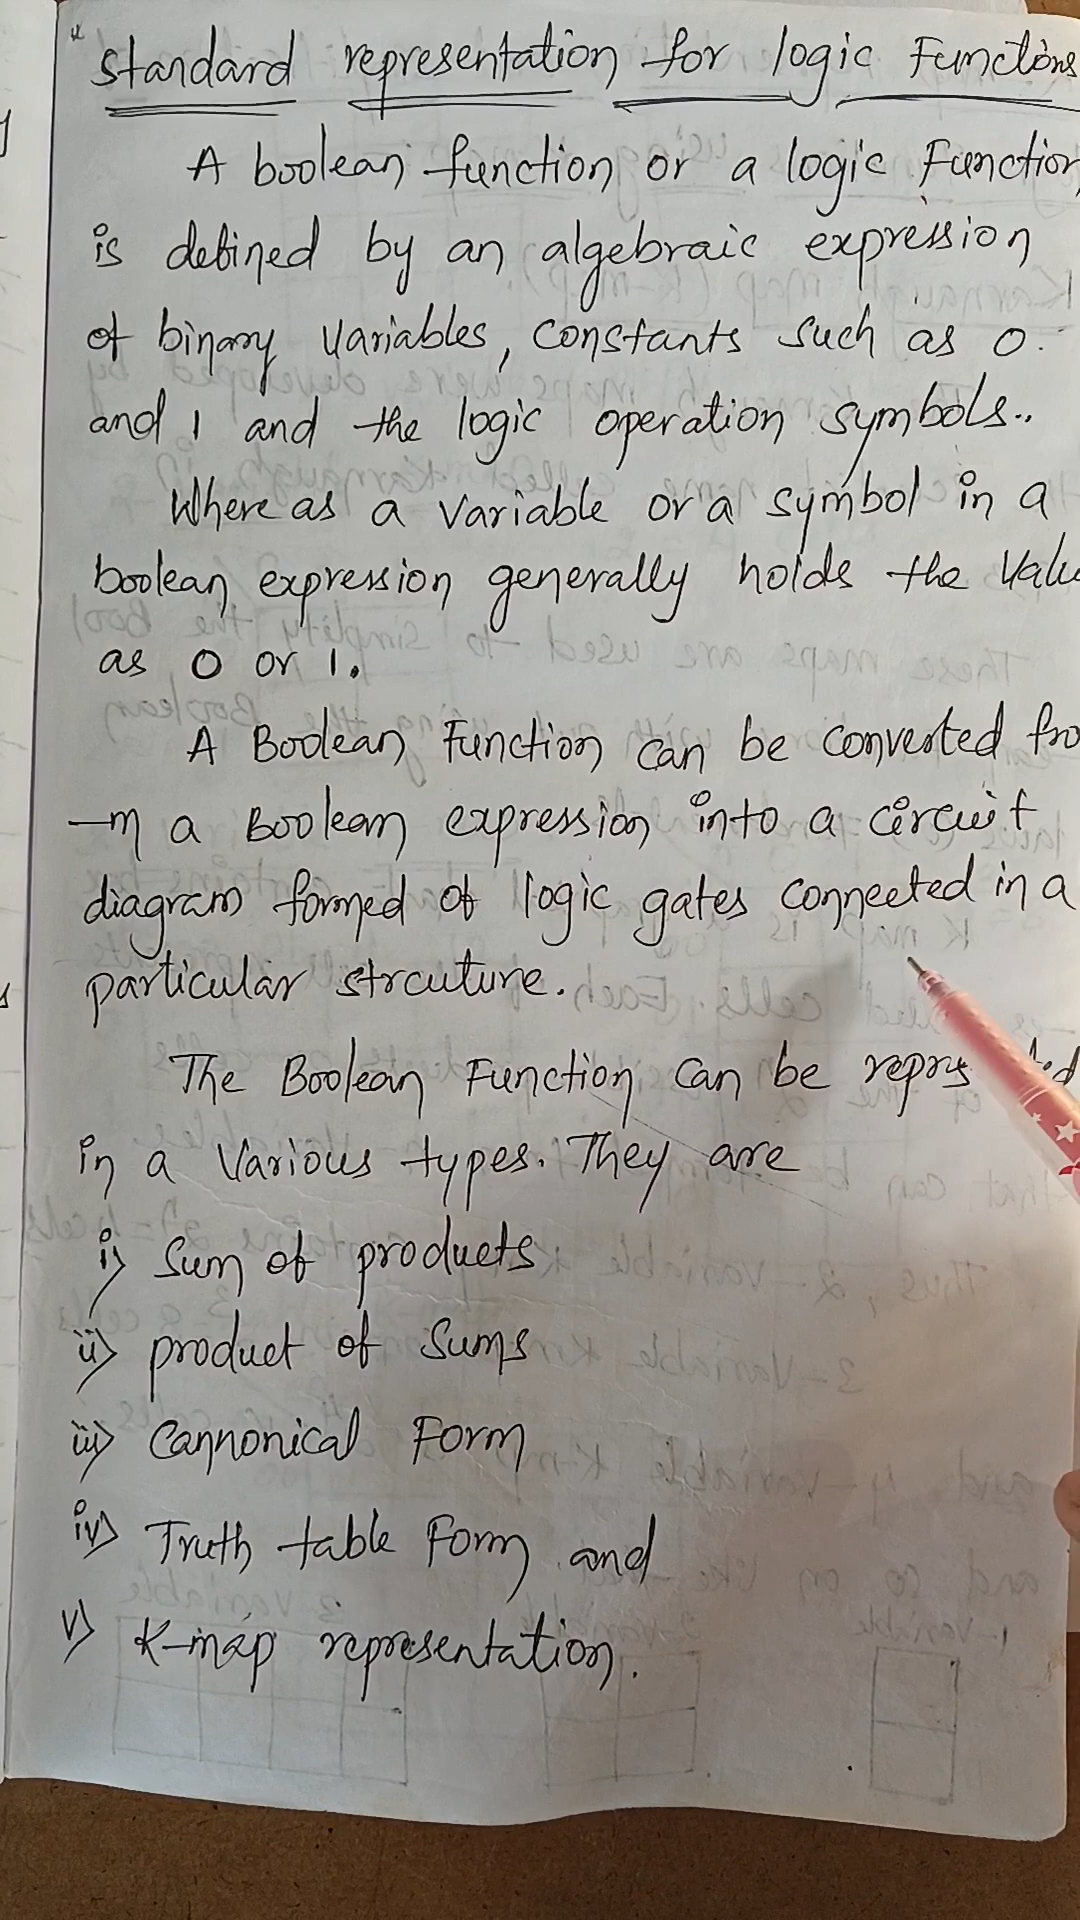 * Standard representation for logic Functions
A boolean function or a logic Function
is defined by an algebraic expression
of binary variables, constants such as 0
and 1 and the logic operation symbols..
Where as a variable or a symbol in a
boolean expression generally holds the Valu
as 0 or 1.
A Boolean Function can be converted fro
-m a Boolean expression into a circuit
diagram formed of logic gates connected in a
particular strcuture.
The Boolean Function can be
in a various types. They are
i) Sum of products
ii) product of Sums
iii) Cannonical Form
iv) Truth table Form and
v) K-map representation.